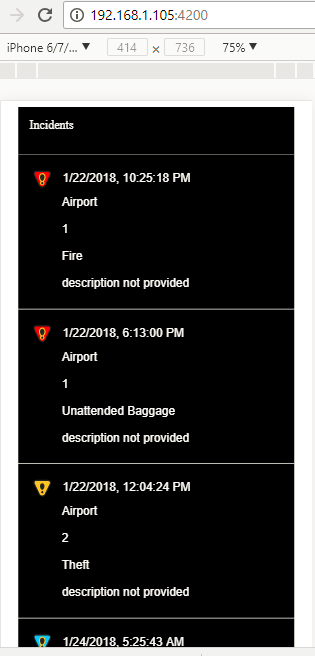 192.168.1.105:4200
iPhone 6/7/... ▼ 414 × 736 75% ▼
Incidents
1/22/2018, 10:25:18 PM
Airport
1
Fire
description not provided
1/22/2018, 6:13:00 PM
Airport
1
Unattended Baggage
description not provided
1/22/2018, 12:04:24 PM
Airport
2
Theft
description not provided
1/24/2018, 5:25:43 AM